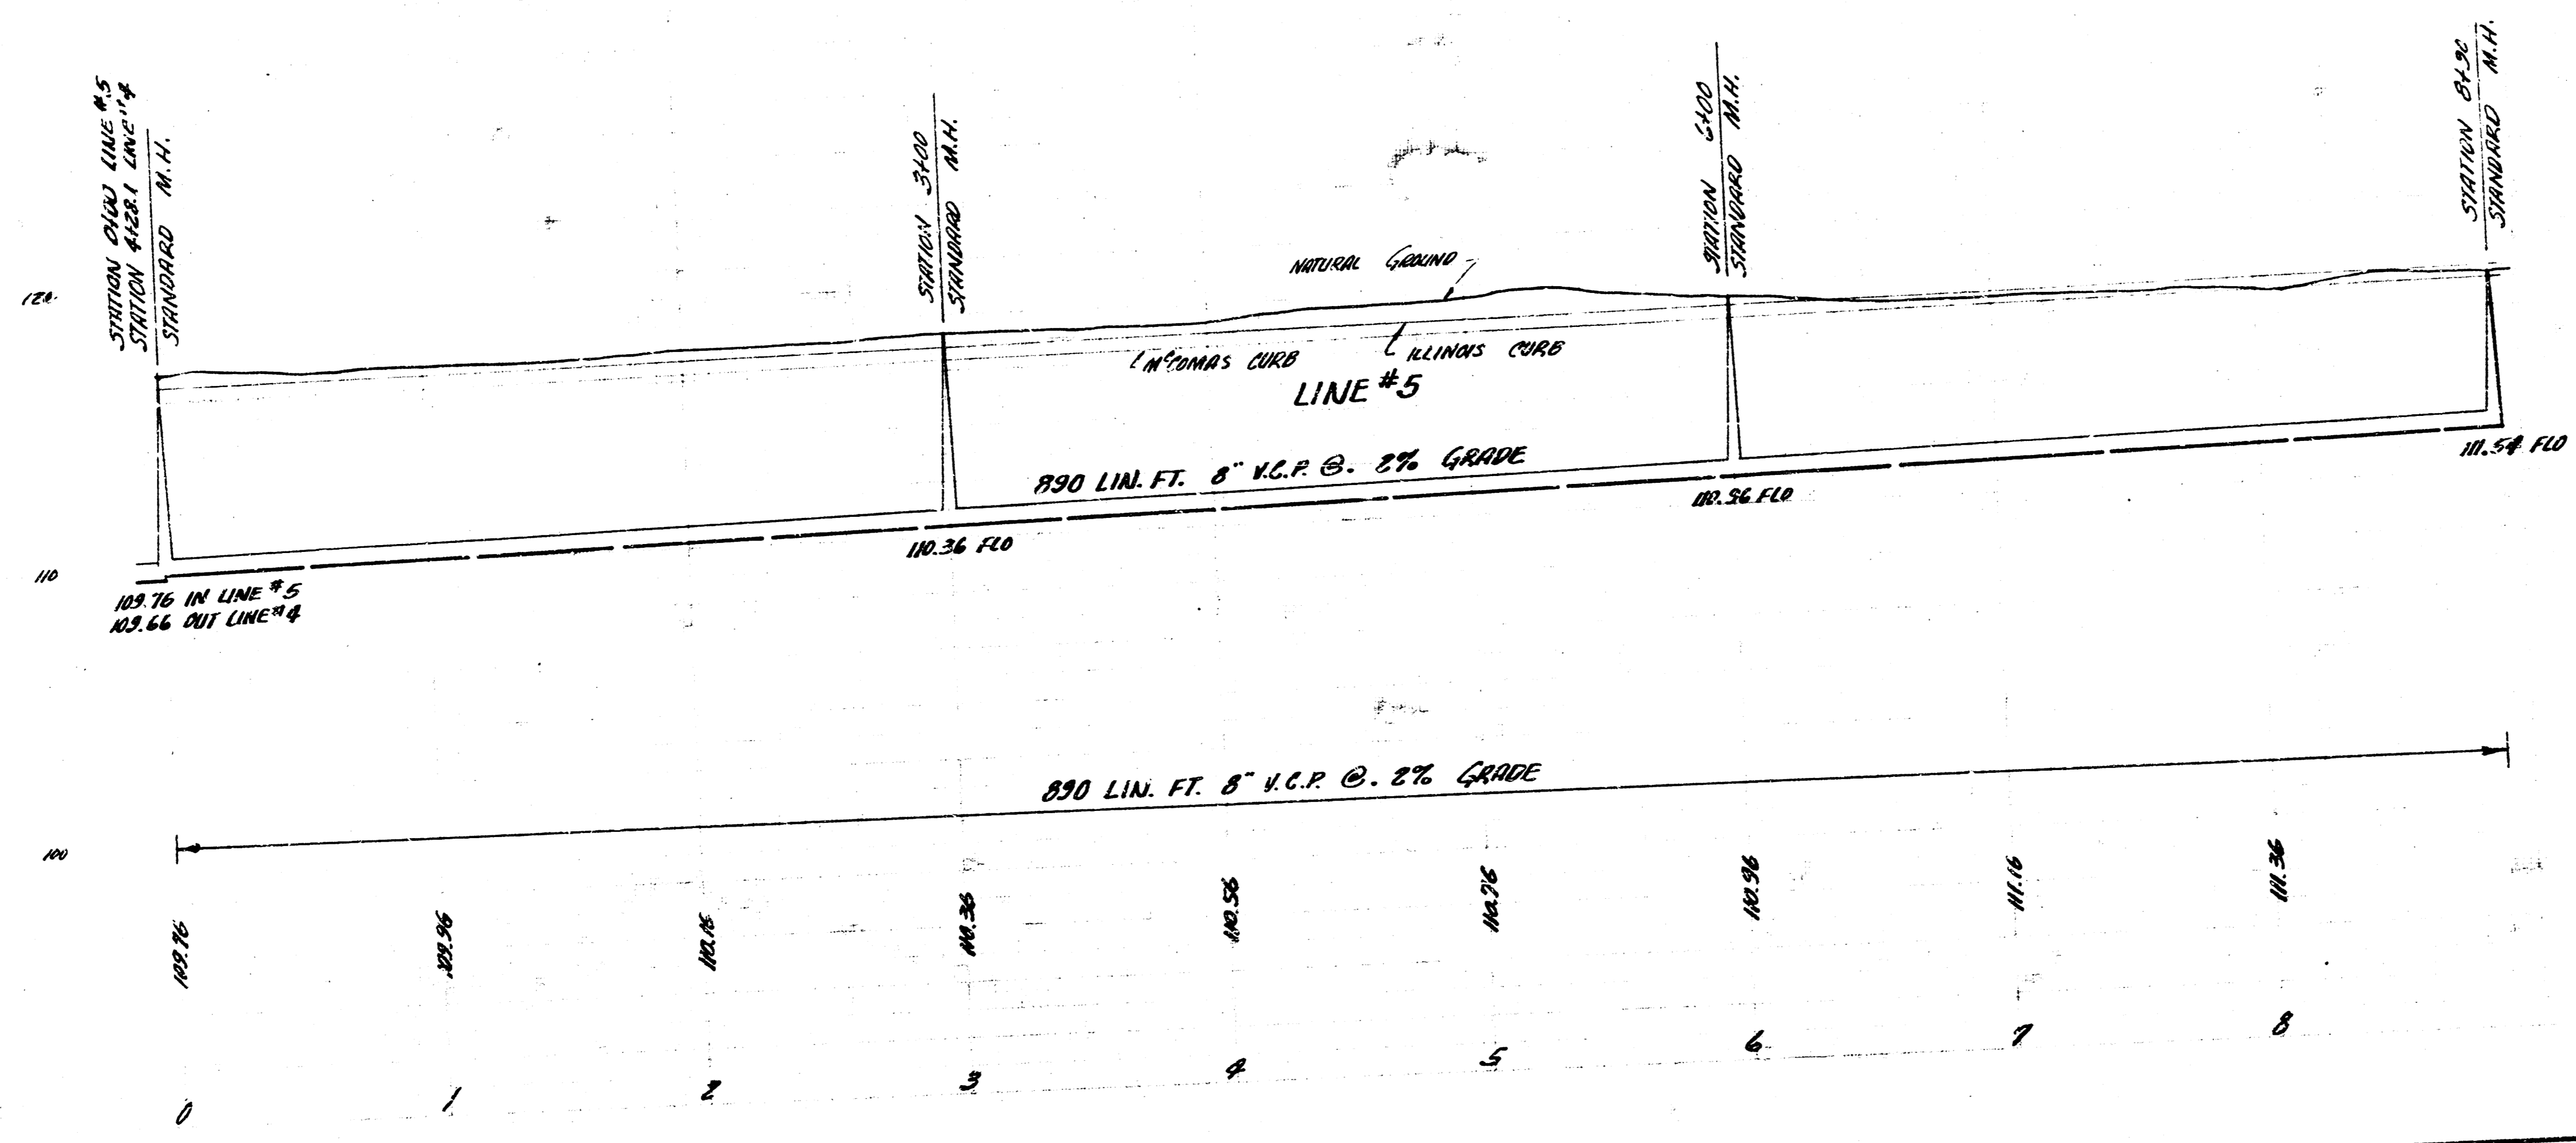 STATION 0+00 LINE #5
STATION 4+28.1 LINE #4
STANDARD M.H.
STATION 3+00
STANDARD M.H.
STATION 6+00
STANDARD M.H.
STATION 8+90
STANDARD M.H.
120
NATURAL GROUND
McCOMAS CURB
ILLINOIS CURB
LINE #5
890 LIN. FT. 8" V.C.P. @ .2% GRADE
111.54 FLO
110.96 FLO
110.36 FLO
110
109.76 IN LINE #5
109.66 OUT LINE #4
890 LIN. FT. 8" V.C.P. @ .2% GRADE
100
109.76
109.96
110.16
110.36
110.56
110.76
110.96
111.16
111.36
0
1
2
3
4
5
6
7
8